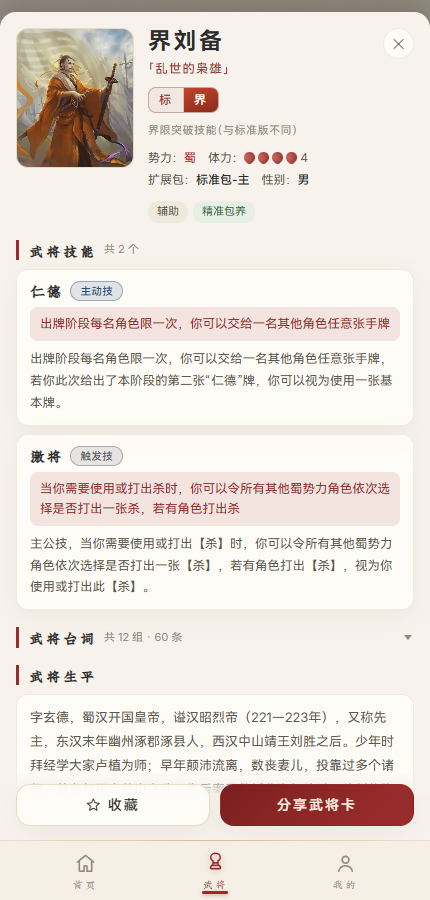 界刘备
「乱世的枭雄」
标 界
界限突破技能(与标准版不同)
势力: 蜀 体力: 4
扩展包: 标准包-主 性别: 男
辅助 精准包养
武将技能 共 2 个
仁德 主动技
出牌阶段每名角色限一次，你可以交给一名其他角色任意张手牌
出牌阶段每名角色限一次，你可以交给一名其他角色任意张手牌，
若你此次给出了本阶段的第二张“仁德”牌，你可以视为使用一张基
本牌。
激将 触发技
当你需要使用或打出杀时，你可以令所有其他蜀势力角色依次选
择是否打出一张杀，若有角色打出杀
主公技，当你需要使用或打出【杀】时，你可以令所有其他蜀势力
角色依次选择是否打出一张【杀】，若有角色打出【杀】，视为你
使用或打出此【杀】。
武将台词 共 12 组 · 60 条
武将生平
字玄德，蜀汉开国皇帝，谥汉昭烈帝（221—223年），又称先
主，东汉末年幽州涿郡涿县人，西汉中山靖王刘胜之后。少年时
拜经学大家卢植为师；早年颠沛流离，数丧妻儿，投靠过多个诸
收藏 分享武将卡
首页 武将 我的